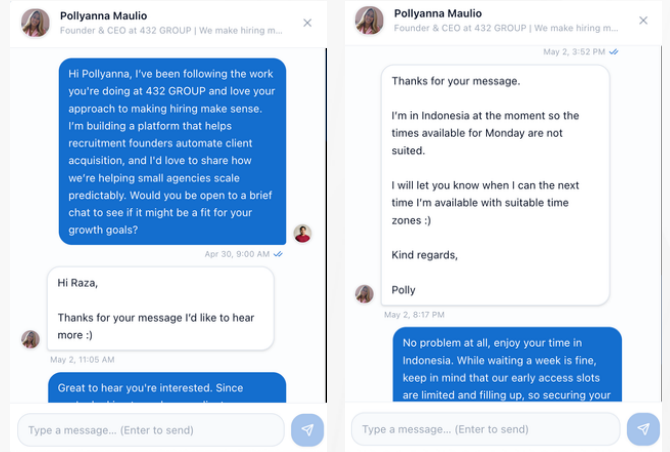 Pollyanna Maulio
Founder & CEO at 432 GROUP | We make hiring m...
Hi Pollyanna, I've been following the work
you're doing at 432 GROUP and love your
approach to making hiring make sense.
I'm building a platform that helps
recruitment founders automate client
acquisition, and I'd love to share how
we're helping small agencies scale
predictably. Would you be open to a brief
chat to see if it might be a fit for your
growth goals?
Apr 30, 9:00 AM
Hi Raza,
Thanks for your message I'd like to hear
more :)
May 2, 11:05 AM
Great to hear you're interested. Since
Type a message... (Enter to send)
Pollyanna Maulio
Founder & CEO at 432 GROUP | We make hiring m...
May 2, 3:52 PM
Thanks for your message.
I'm in Indonesia at the moment so the
times available for Monday are not
suited.
I will let you know when I can the next
time I'm available with suitable time
zones :)
Kind regards,
Polly
May 2, 8:17 PM
No problem at all, enjoy your time in
Indonesia. While waiting a week is fine,
keep in mind that our early access slots
are limited and filling up, so securing your
Type a message... (Enter to send)